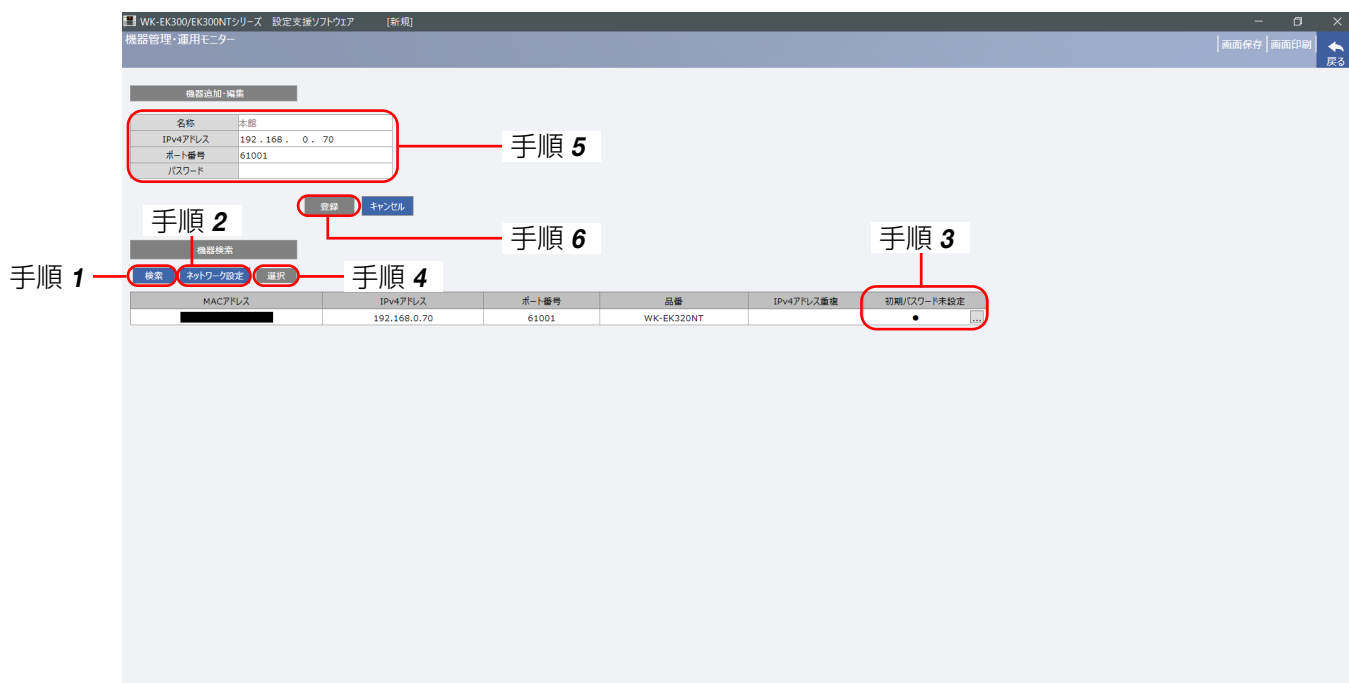 WK-EK300/EK300NTシリーズ 設定支援ソフトウェア [新規]
機器管理・運用モニター
画面保存 画面印刷
戻る
機器追加・編集
名称 本館
IPv4アドレス 192 . 168 . 0 . 70
ポート番号 61001
パスワード
手順 5
登録 キャンセル
手順 2
手順 6
手順 3
機器検索
手順 1
検索 ネットワーク設定 選択
手順 4
MACアドレス IPv4アドレス ポート番号 品番 IPv4アドレス重複 初期パスワード未設定
192.168.0.70 61001 WK-EK320NT ● ...